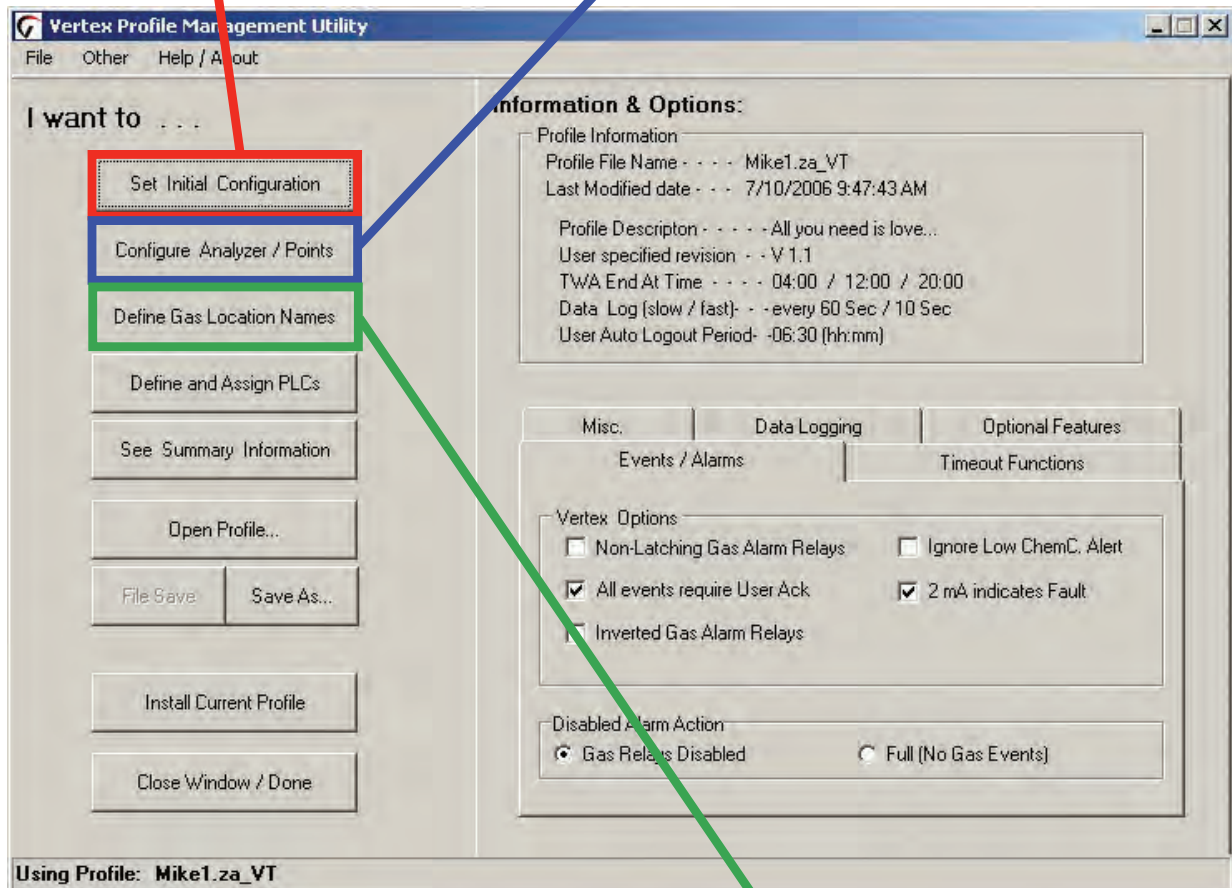 Vertex Profile Management Utility
File Other Help / About
I want to . . .
Set Initial Configuration
Configure Analyzer / Points
Define Gas Location Names
Define and Assign PLCs
See Summary Information
Open Profile...
File Save Save As...
Install Current Profile
Close Window / Done
Information & Options:
Profile Information
Profile File Name - - - - Mike1.za_VT
Last Modified date - - - 7/10/2006 9:47:43 AM
Profile Descripton - - - - - All you need is love...
User specified revision - - V 1.1
TWA End At Time - - - - 04:00 / 12:00 / 20:00
Data Log (slow / fast)- - -every 60 Sec / 10 Sec
User Auto Logout Period- -06:30 (hh:mm)
Misc. Data Logging Optional Features
Events / Alarms Timeout Functions
Vertex Options
Non-Latching Gas Alarm Relays Ignore Low ChemC. Alert
All events require User Ack 2 mA indicates Fault
Inverted Gas Alarm Relays
Disabled Alarm Action
Gas Relays Disabled Full (No Gas Events)
Using Profile: Mike1.za_VT